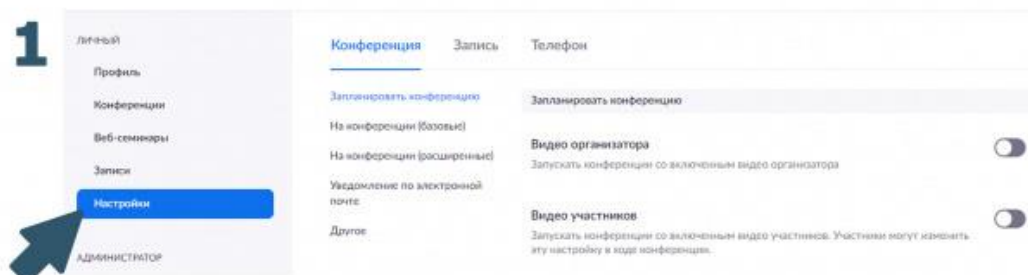 1
ЛИЧНЫЙ
Профиль
Конференции
Веб-семинары
Записи
Настройки
АДМИНИСТРАТОР
Конференция Запись Телефон
Запланировать конференцию
На конференции (базовые)
На конференции (расширенные)
Уведомление по электронной
почте
Другое
Запланировать конференцию
Видео организатора
Запускать конференции со включенным видео организатора
Видео участников
Запускать конференции со включенным видео участников. Участники могут изменить
эту настройку в ходе конференции.